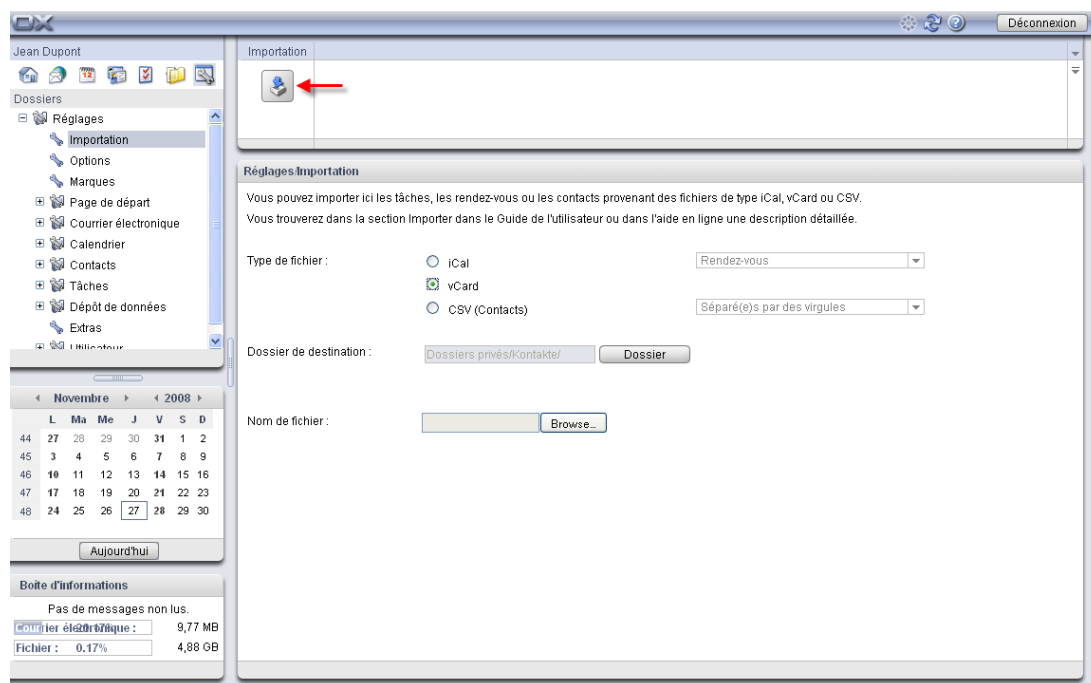 OX
Déconnexion
Jean Dupont
12
Dossiers
Réglages
Importation
Options
Marques
Page de départ
Courrier électronique
Calendrier
Contacts
Tâches
Dépôt de données
Extras
Utilisateur
Novembre 2008
L Ma Me J V S D
44 27 28 29 30 31 1 2
45 3 4 5 6 7 8 9
46 10 11 12 13 14 15 16
47 17 18 19 20 21 22 23
48 24 25 26 27 28 29 30
Aujourd'hui
Boîte d'informations
Pas de messages non lus.
Courrier électronique : 9,77 MB
Fichier : 0.17% 4,88 GB
Importation
Réglages/Importation
Vous pouvez importer ici les tâches, les rendez-vous ou les contacts provenant des fichiers de type iCal, vCard ou CSV.
Vous trouverez dans la section Importer dans le Guide de l'utilisateur ou dans l'aide en ligne une description détaillée.
Type de fichier : iCal Rendez-vous
vCard
CSV (Contacts) Séparé(e)s par des virgules
Dossier de destination : Dossiers privés/Kontakte/ Dossier
Nom de fichier : Browse...